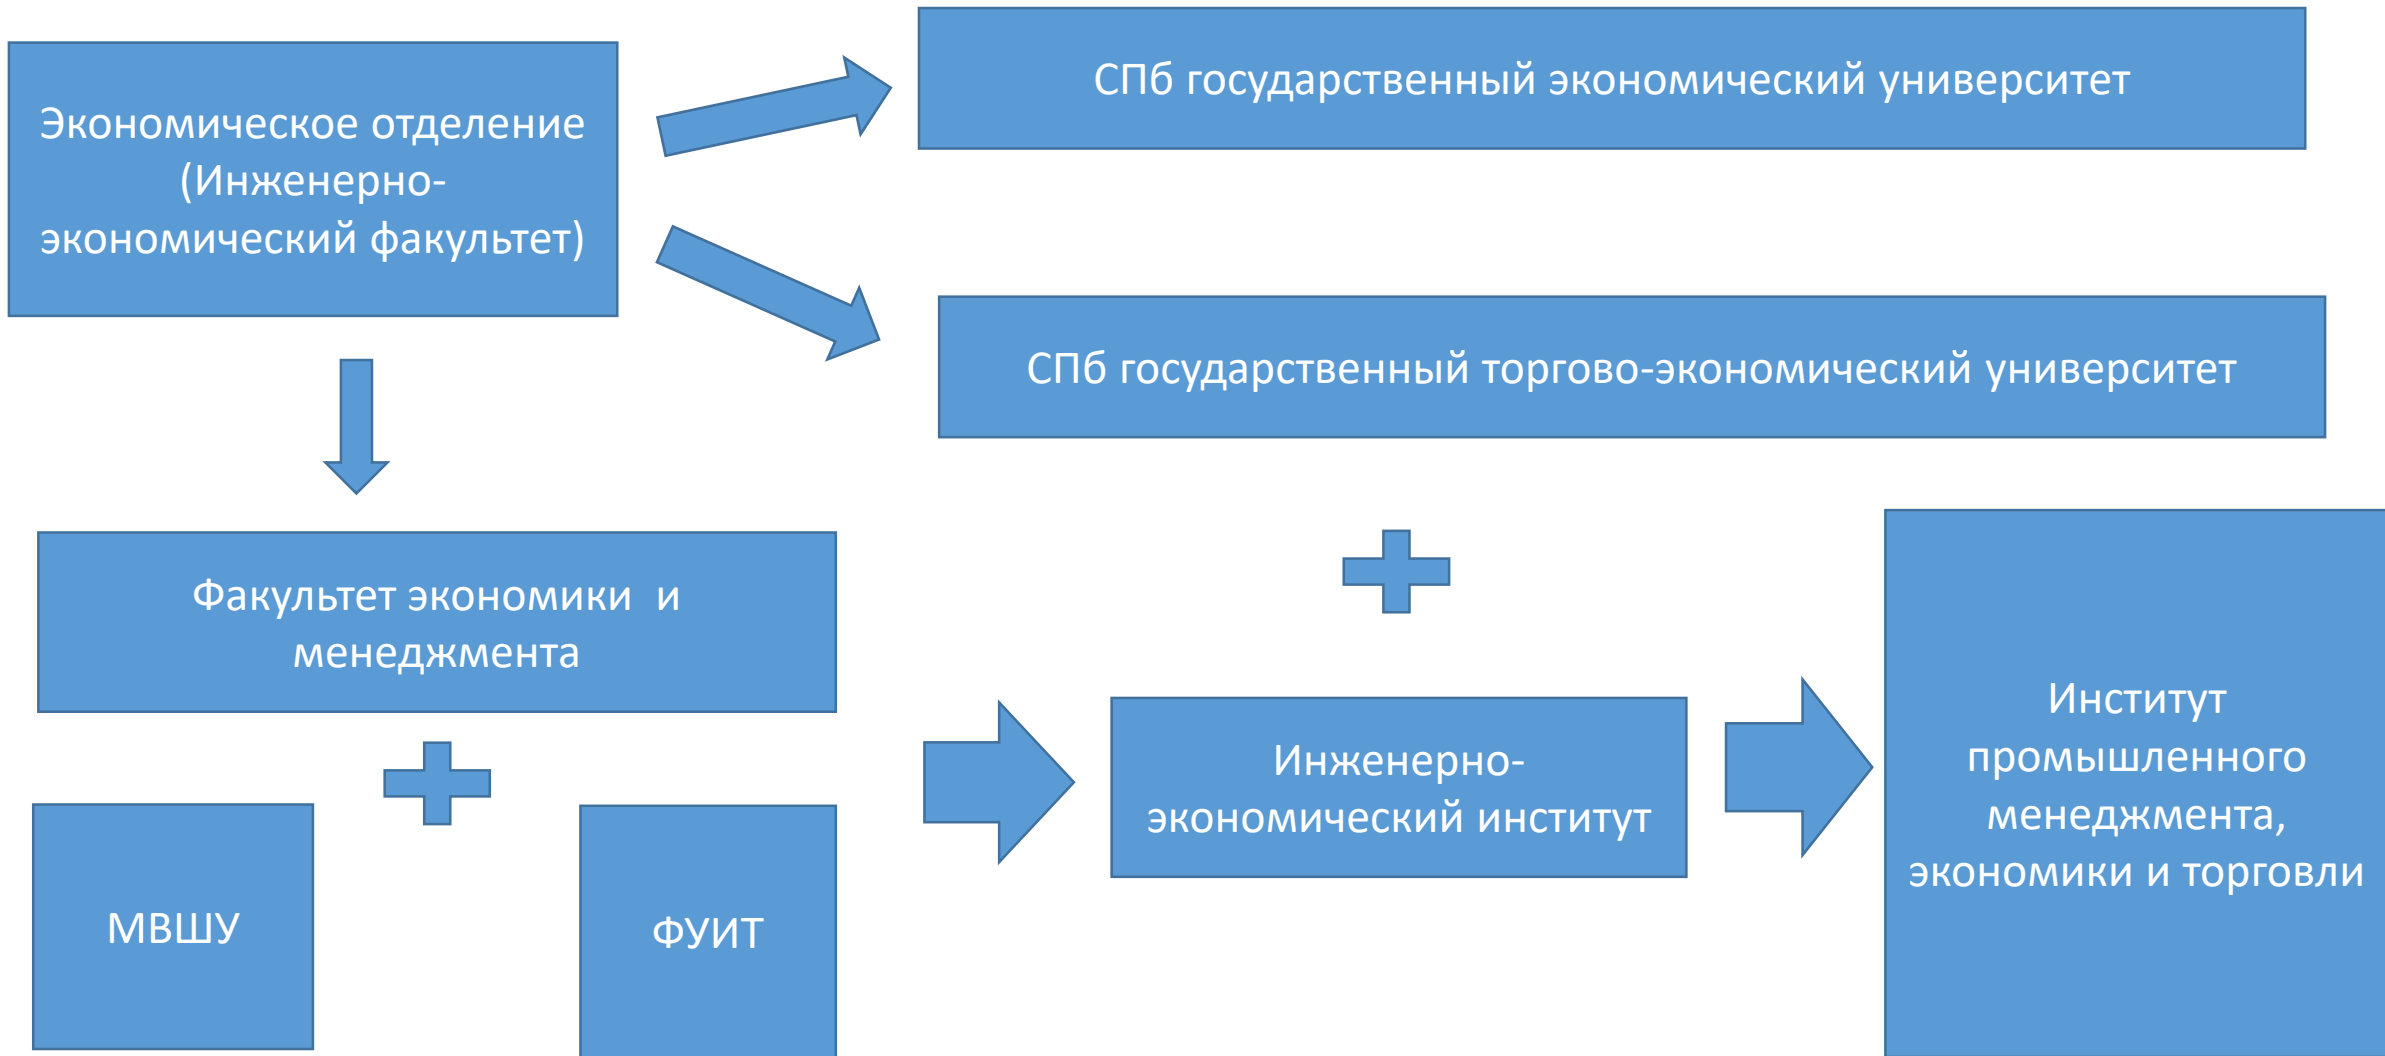 Экономическое отделение
(Инженерно-
экономический факультет)
СПб государственный экономический университет
СПб государственный торгово-экономический университет
Факультет экономики  и
менеджмента
МВШУ
ФУИТ
Инженерно-
экономический институт
Институт
промышленного
менеджмента,
экономики и торговли